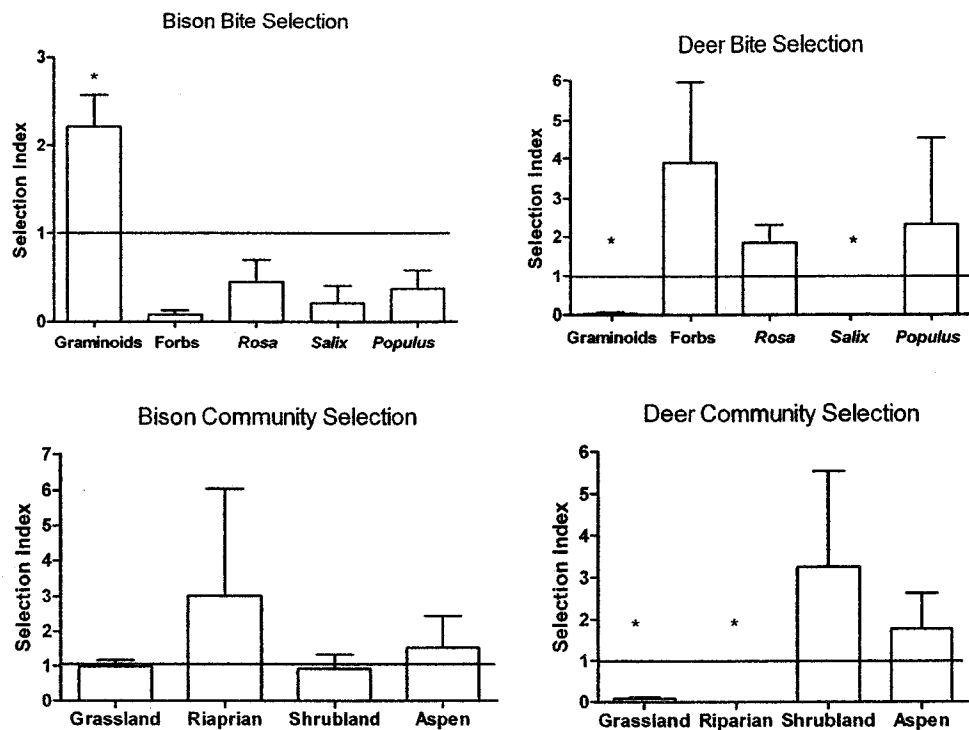 Bison Bite Selection
Selection Index
3
2
1
0
*
Graminoids Forbs Rosa Salix Populus
Deer Bite Selection
Selection Index
6
5
4
3
2
1
0
* *
Graminoids Forbs Rosa Salix Populus
Bison Community Selection
Selection Index
7
6
5
4
3
2
1
0
Grassland Riaprian Shrubland Aspen
Deer Community Selection
Selection Index
6
5
4
3
2
1
0
* *
Grassland Riparian Shrubland Aspen